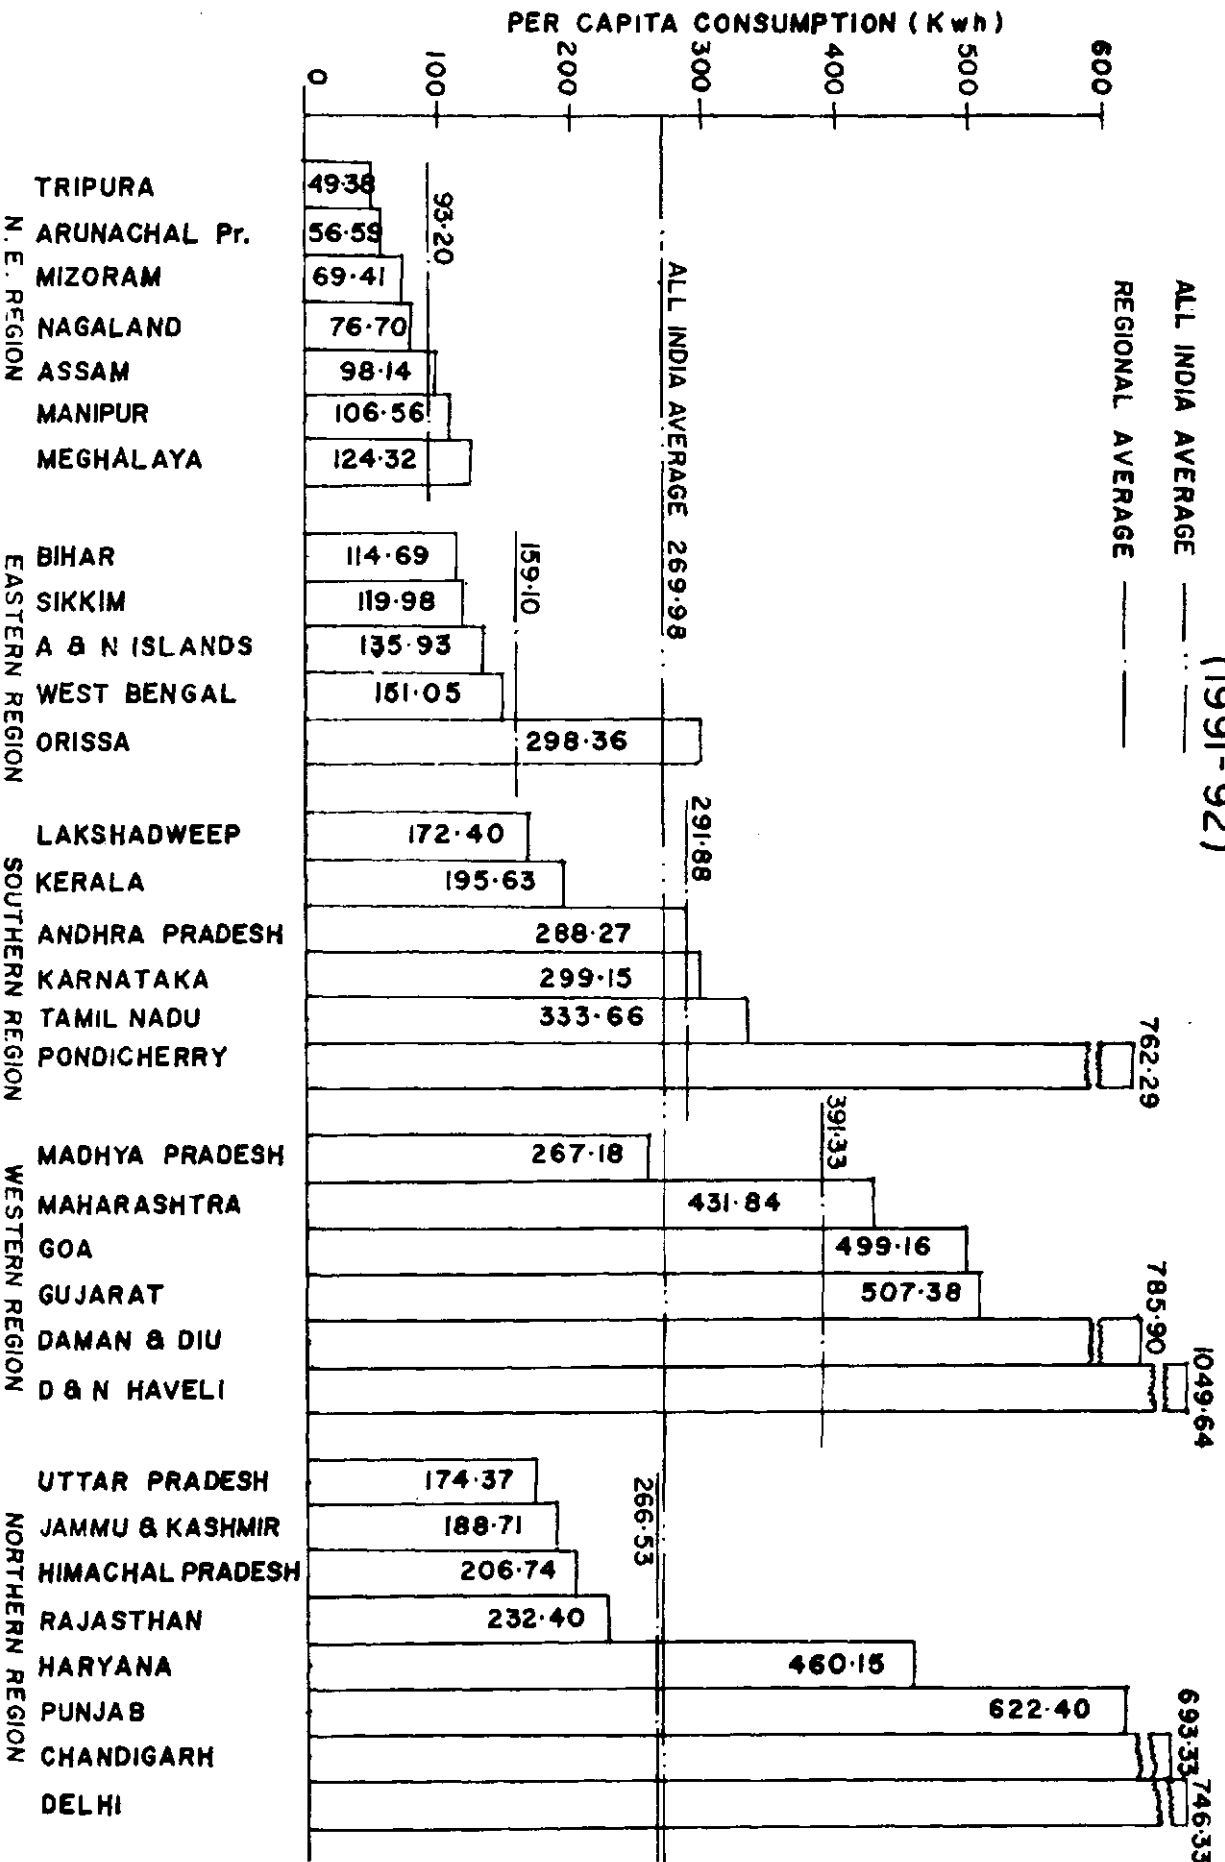 (1991-92)
PER CAPITA CONSUMPTION (Kwh)
0 100 200 300 400 500 600
ALL INDIA AVERAGE
REGIONAL AVERAGE
ALL INDIA AVERAGE 269.98
N. E. REGION
93.20
TRIPURA 49.38
ARUNACHAL Pr. 56.59
MIZORAM 69.41
NAGALAND 76.70
ASSAM 98.14
MANIPUR 106.56
MEGHALAYA 124.32
EASTERN REGION
159.10
BIHAR 114.69
SIKKIM 119.98
A & N ISLANDS 135.93
WEST BENGAL 151.05
ORISSA 298.36
SOUTHERN REGION
291.88
LAKSHADWEEP 172.40
KERALA 195.63
ANDHRA PRADESH 288.27
KARNATAKA 299.15
TAMIL NADU 333.66
PONDICHERRY 762.29
WESTERN REGION
391.33
MADHYA PRADESH 267.18
MAHARASHTRA 431.84
GOA 499.16
GUJARAT 507.38
DAMAN & DIU 785.90
D & N HAVELI 1049.64
NORTHERN REGION
266.53
UTTAR PRADESH 174.37
JAMMU & KASHMIR 188.71
HIMACHAL PRADESH 206.74
RAJASTHAN 232.40
HARYANA 460.15
PUNJAB 622.40
CHANDIGARH 693.33
DELHI 746.33